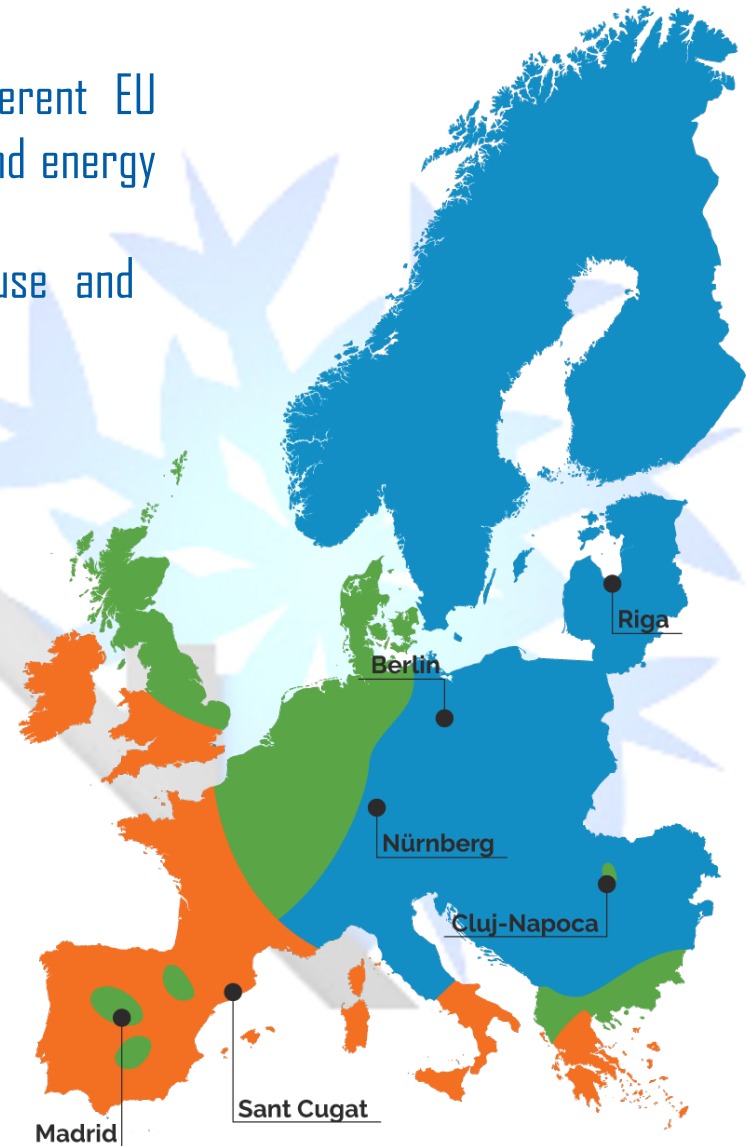 erent EU
nd energy
use and
Riga
Berlin
Nürnberg
Cluj-Napoca
Sant Cugat
Madrid